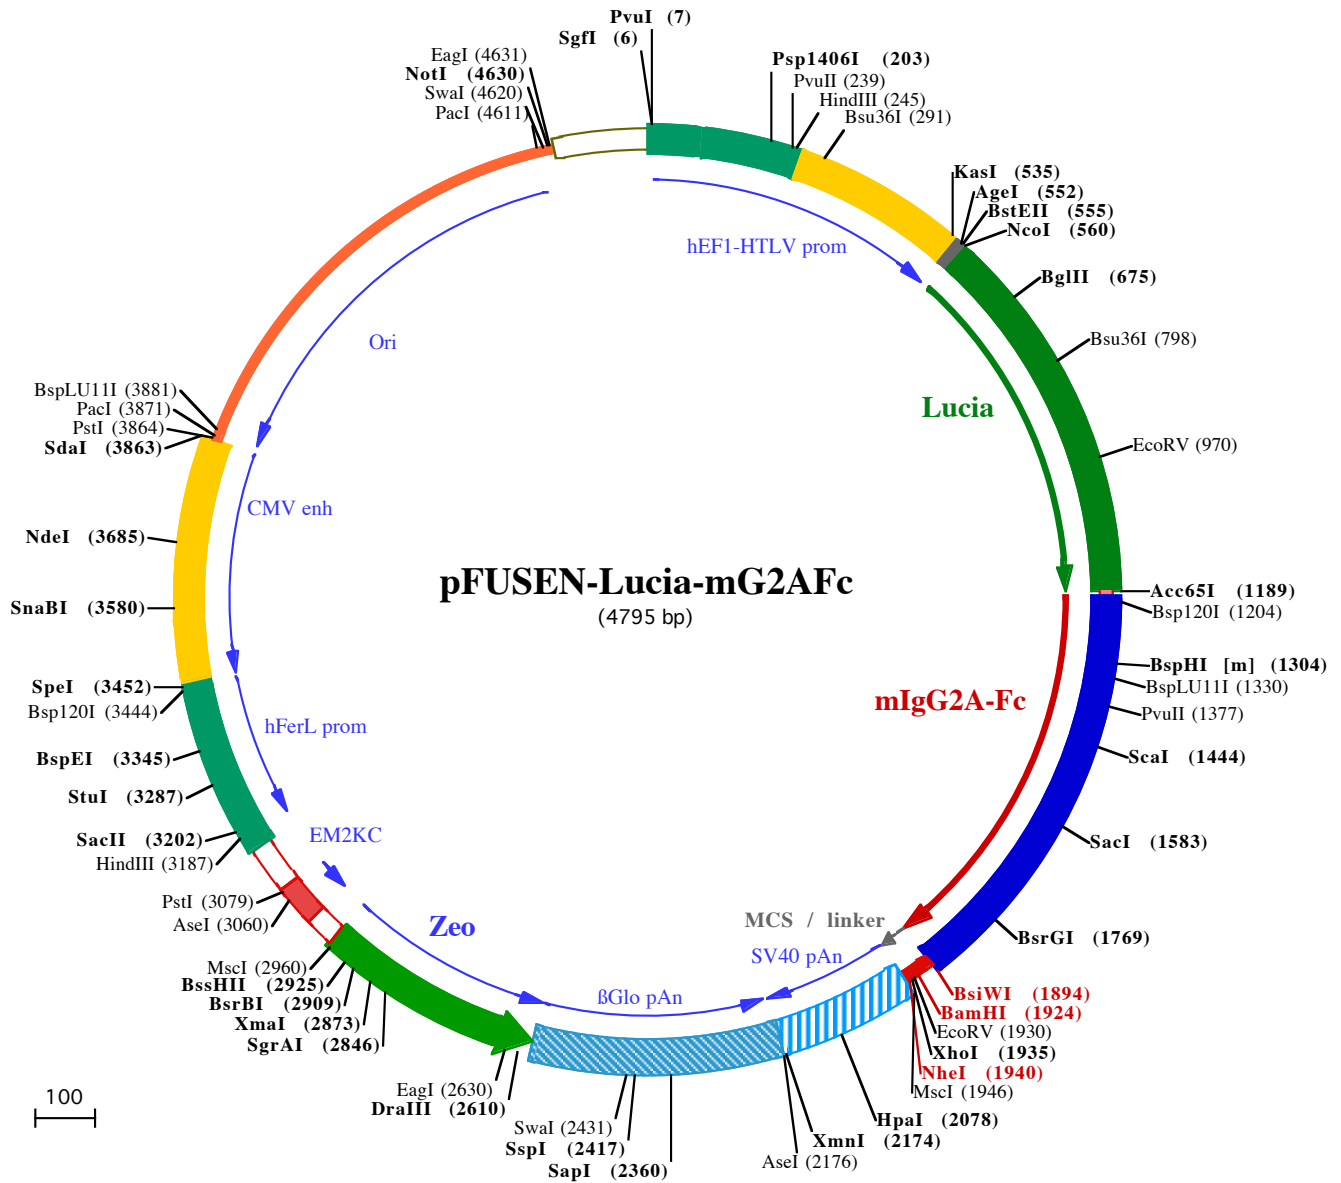 PvuI (7)
SgfI (6)
EagI (4631)
NotI (4630)
SwaI (4620)
PacI (4611)
Psp1406I (203)
PvuII (239)
HindIII (245)
Bsu36I (291)
KasI (535)
AgeI (552)
BstEII (555)
NcoI (560)
hEF1-HTLV prom
BglII (675)
Bsu36I (798)
Ori
Lucia
BspLU11I (3881)
PacI (3871)
PstI (3864)
SdaI (3863)
EcoRV (970)
CMV enh
NdeI (3685)
pFUSEN-Lucia-mG2AFc
(4795 bp)
SnaBI (3580)
Acc65I (1189)
Bsp120I (1204)
BspHI [m] (1304)
BspLU11I (1330)
PvuII (1377)
SpeI (3452)
Bsp120I (3444)
mIgG2A-Fc
hFerL prom
BspEI (3345)
ScaI (1444)
StuI (3287)
EM2KC
SacII (3202)
HindIII (3187)
SacI (1583)
PstI (3079)
AseI (3060)
Zeo
MCS / linker
BsrGI (1769)
SV40 pAn
MscI (2960)
BssHII (2925)
BsrBI (2909)
XmaI (2873)
SgrAI (2846)
ßGlo pAn
BsiWI (1894)
BamHI (1924)
EcoRV (1930)
XhoI (1935)
NheI (1940)
MscI (1946)
EagI (2630)
DraIII (2610)
100
SwaI (2431)
SspI (2417)
SapI (2360)
HpaI (2078)
XmnI (2174)
AseI (2176)